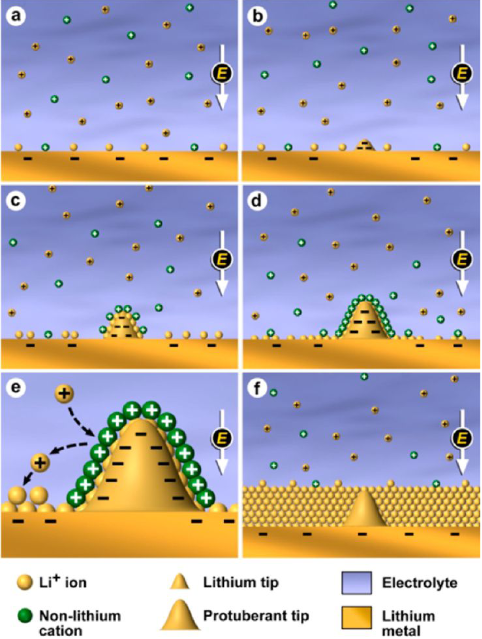 a
b
E
E
c
d
E
E
e
f
E
E
Li+ ion
Lithium tip
Electrolyte
Non-lithium
cation
Protuberant tip
Lithium
metal